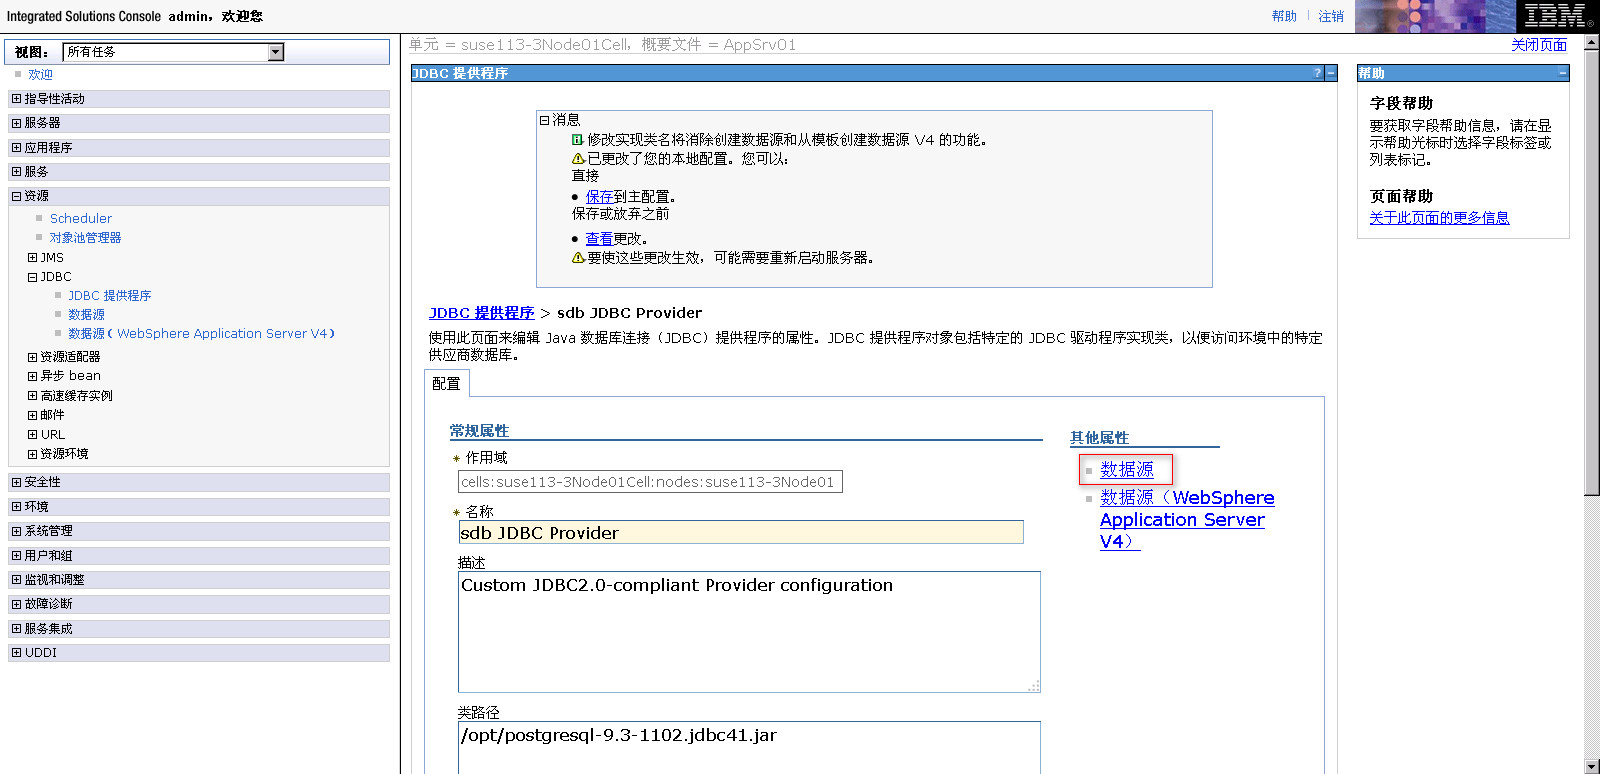 Integrated Solutions Console admin，欢迎您
帮助
注销
IBM
视图：
所有任务
欢迎
指导性活动
服务器
应用程序
服务
资源
Scheduler
对象池管理器
JMS
JDBC
JDBC 提供程序
数据源
数据源（WebSphere Application Server V4）
资源适配器
异步 bean
高速缓存实例
邮件
URL
资源环境
安全性
环境
系统管理
用户和组
监视和调整
故障诊断
服务集成
UDDI
单元 = suse113-3Node01Cell，概要文件 = AppSrv01
关闭页面
JDBC 提供程序
? –
消息
修改实现类名将消除创建数据源和从模板创建数据源 V4 的功能。
已更改了您的本地配置。您可以：
直接
• 保存到主配置。
保存或放弃之前
• 查看更改。
要使这些更改生效，可能需要重新启动服务器。
JDBC 提供程序 > sdb JDBC Provider
使用此页面来编辑 Java 数据库连接（JDBC）提供程序的属性。JDBC 提供程序对象包括特定的 JDBC 驱动程序实现类，以便访问环境中的特定
供应商数据库。
配置
常规属性
* 作用域
cells:suse113-3Node01Cell:nodes:suse113-3Node01
* 名称
sdb JDBC Provider
描述
Custom JDBC2.0-compliant Provider configuration
类路径
/opt/postgresql-9.3-1102.jdbc41.jar
其他属性
数据源
数据源（WebSphere
Application Server
V4）
帮助
字段帮助
要获取字段帮助信息，请在显
示帮助光标时选择字段标签或
列表标记。
页面帮助
关于此页面的更多信息